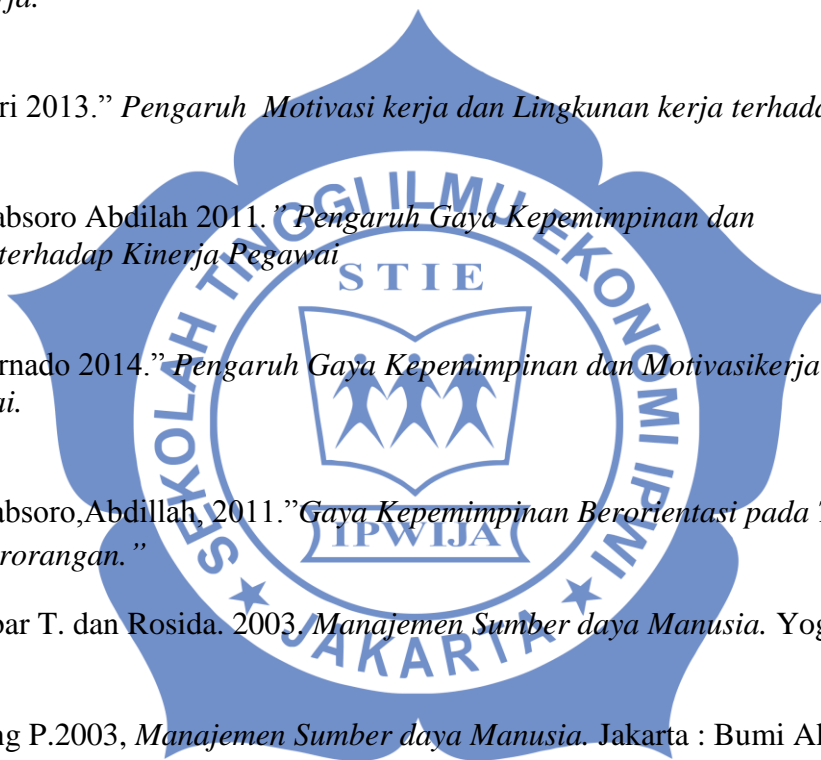 rja.
ri 2013.” Pengaruh Motivasi kerja dan Lingkunan kerja terhada
absoro Abdilah 2011.” Pengaruh Gaya Kepemimpinan dan
terhadap Kinerja Pegawai
rnado 2014.” Pengaruh Gaya Kepemimpinan dan Motivasikerja
ai.
absoro,Abdillah, 2011.”Gaya Kepemimpinan Berorientasi pada T
rorangan.”
bar T. dan Rosida. 2003. Manajemen Sumber daya Manusia. Yog
ng P.2003, Manajemen Sumber daya Manusia. Jakarta : Bumi Al
SEKOLAH TINGGI ILMU EKONOMI IPWI
STIE
IPWIJA
JAKARTA